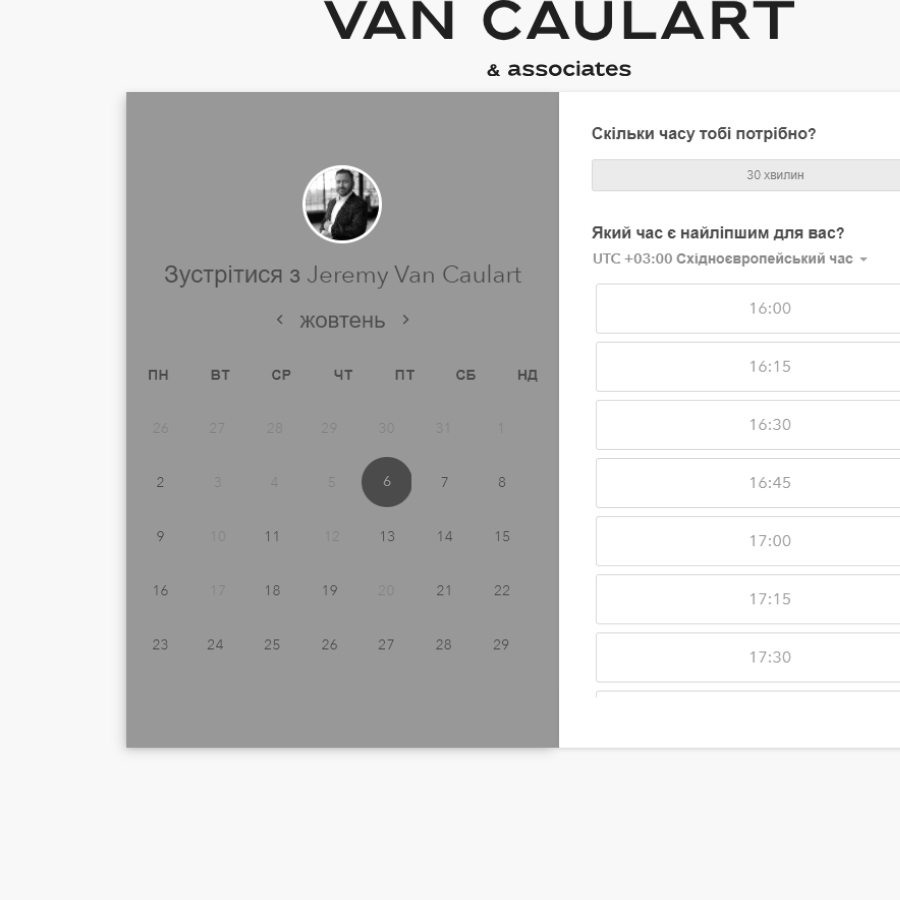 VAN CAULART
& associates
Зустрітися з Jeremy Van Caulart
жовтень
ПН ВТ СР ЧТ ПТ СБ НД
26 27 28 29 30 31 1
2 3 4 5 6 7 8
9 10 11 12 13 14 15
16 17 18 19 20 21 22
23 24 25 26 27 28 29
Скільки часу тобі потрібно?
30 хвилин
Який час є найліпшим для вас?
UTC +03:00 Східноєвропейський час
16:00
16:15
16:30
16:45
17:00
17:15
17:30